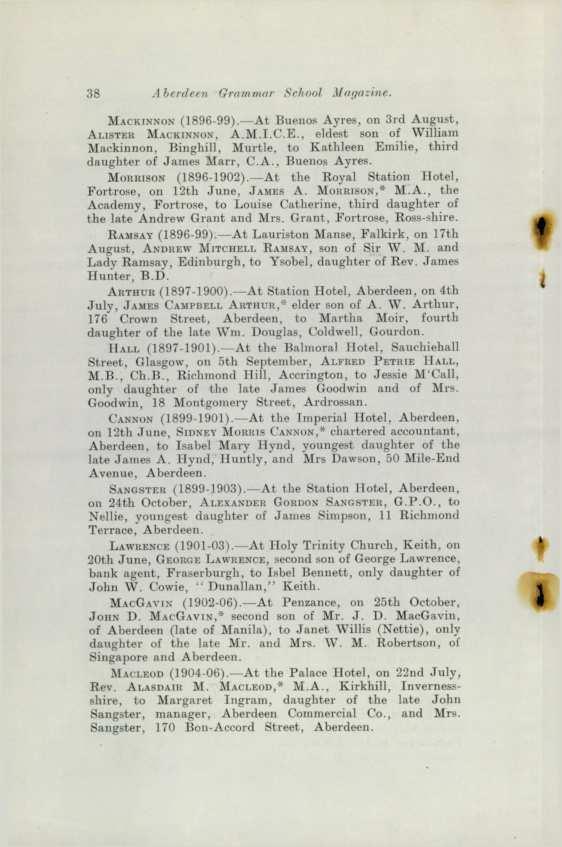 38 Aberdeen Grammar School Magazine.
MACKINNON (1896-99).—At Buenos Ayres, on 3rd August,
ALISTER MACKINNON, A.M.I.C.E., eldest son of William
Mackinnon, Binghill, Murtle, to Kathleen Emilie, third
daughter of James Marr, C.A., Buenos Ayres.
MORRISON (1896-1902).—At the Royal Station Hotel,
Fortrose, on 12th June, JAMES A. MORRISON,* M.A., the
Academy, Fortrose, to Louise Catherine, third daughter of
the late Andrew Grant and Mrs. Grant, Fortrose, Ross-shire.
RAMSAY (1896-99).—At Lauriston Manse, Falkirk, on 17th
August, ANDREW MITCHELL RAMSAY, son of Sir W. M. and
Lady Ramsay, Edinburgh, to Ysobel, daughter of Rev. James
Hunter, B.D.
ARTHUR (1897-1900).—At Station Hotel, Aberdeen, on 4th
July, JAMES CAMPBELL ARTHUR,* elder son of A. W. Arthur,
176 Crown Street, Aberdeen, to Martha Moir, fourth
daughter of the late Wm. Douglas, Coldwell, Gourdon.
HALL (1897-1901).—At the Balmoral Hotel, Sauchiehall
Street, Glasgow, on 5th September, ALFRED PETRIE HALL,
M.B., Ch.B., Richmond Hill, Accrington, to Jessie M'Call,
only daughter of the late James Goodwin and of Mrs.
Goodwin, 18 Montgomery Street, Ardrossan.
CANNON (1899-1901).—At the Imperial Hotel, Aberdeen,
on 12th June, SIDNEY MORRIS CANNON,* chartered accountant,
Aberdeen, to Isabel Mary Hynd, youngest daughter of the
late James A. Hynd, Huntly, and Mrs Dawson, 50 Mile-End
Avenue, Aberdeen.
SANGSTER (1899-1903).—At the Station Hotel, Aberdeen,
on 24th October, ALEXANDER GORDON SANGSTER, G.P.O., to
Nellie, youngest daughter of James Simpson, 11 Richmond
Terrace, Aberdeen.
LAWRENCE (1901-03).—At Holy Trinity Church, Keith, on
20th June, GEORGE LAWRENCE, second son of George Lawrence,
bank agent, Fraserburgh, to Isbel Bennett, only daughter of
John W. Cowie, "Dunallan," Keith.
MACGAVIN (1902-06).—At Penzance, on 25th October,
JOHN D. MACGAVIN,* second son of Mr. J. D. MacGavin,
of Aberdeen (late of Manila), to Janet Willis (Nettie), only
daughter of the late Mr. and Mrs. W. M. Robertson, of
Singapore and Aberdeen.
MACLEOD (1904-06).—At the Palace Hotel, on 22nd July,
Rev. ALASDAIR M. MACLEOD,* M.A., Kirkhill, Inverness-
shire, to Margaret Ingram, daughter of the late John
Sangster, manager, Aberdeen Commercial Co., and Mrs.
Sangster, 170 Bon-Accord Street, Aberdeen.